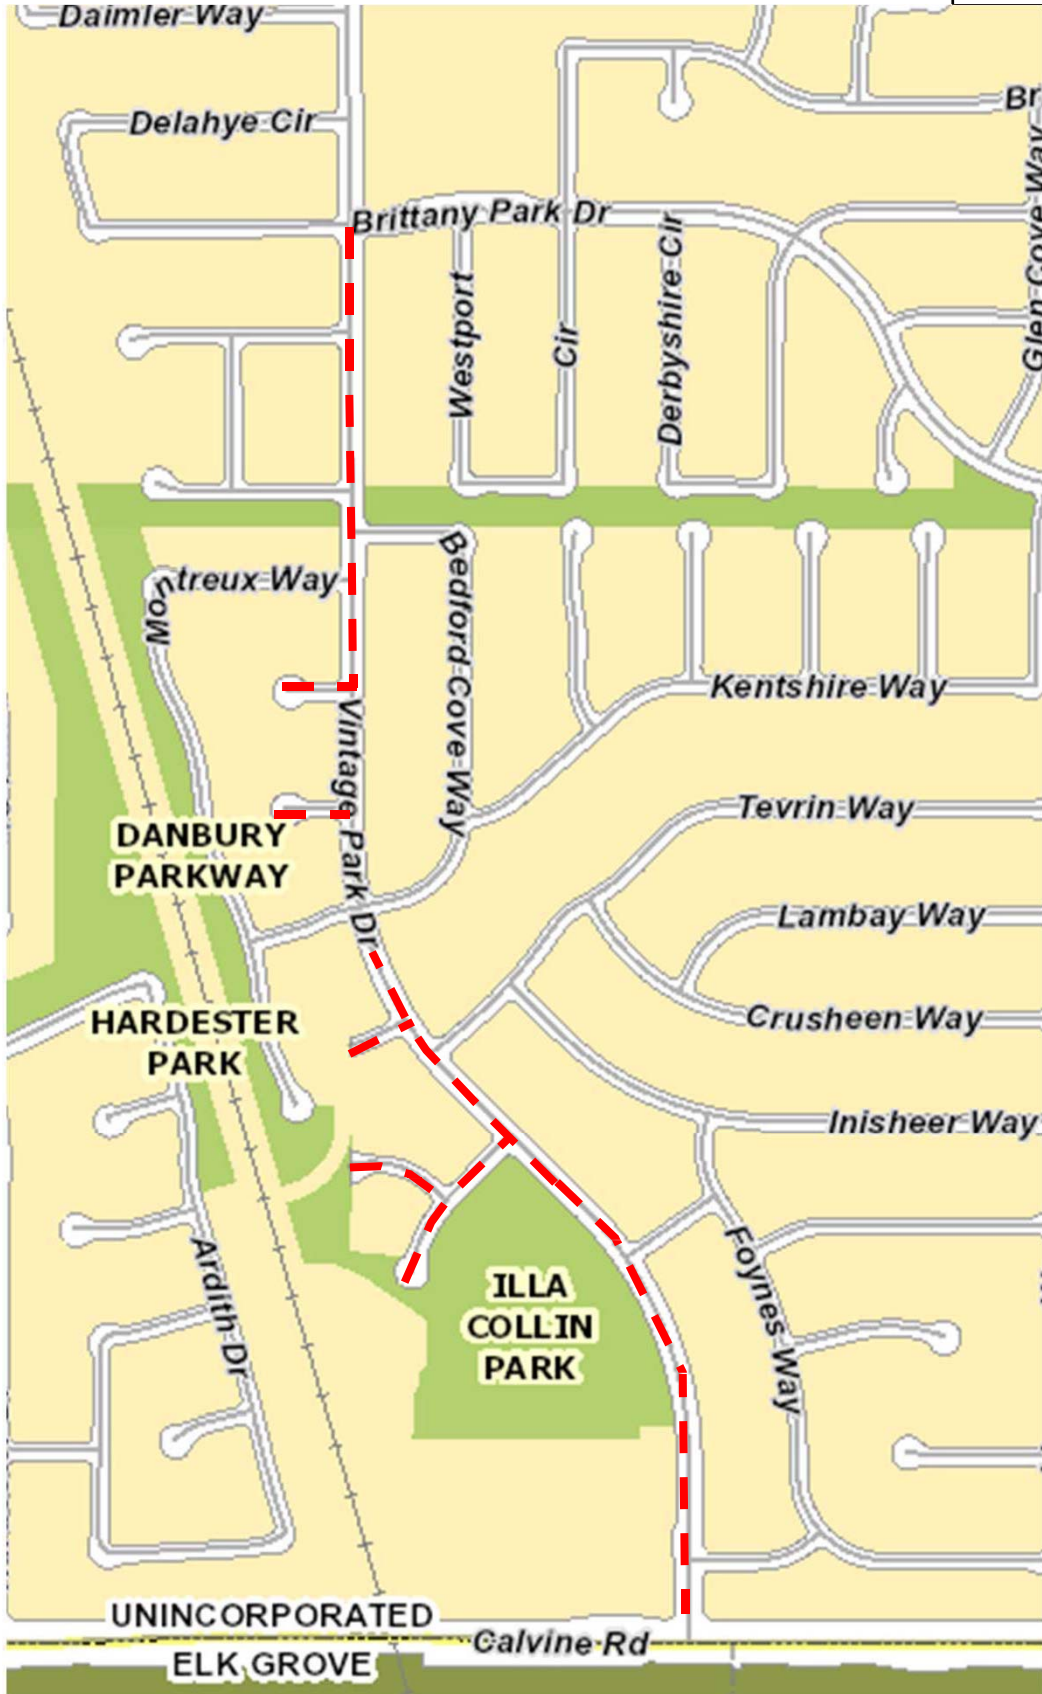 Daimler Way
Delahye Cir
Br
Brittany Park Dr
Westport
Cir
Derbyshire Cir
Glen Cove Way
Montreux Way
Bedford Cove Way
Kentshire Way
Vintage Park Dr
Tevrin Way
DANBURY
PARKWAY
Lambay Way
HARDESTER
PARK
Crusheen Way
Inisheer Way
Ardith Dr
Foynes Way
ILLA
COLLIN
PARK
UNINCORPORATED
Calvine Rd
ELK GROVE